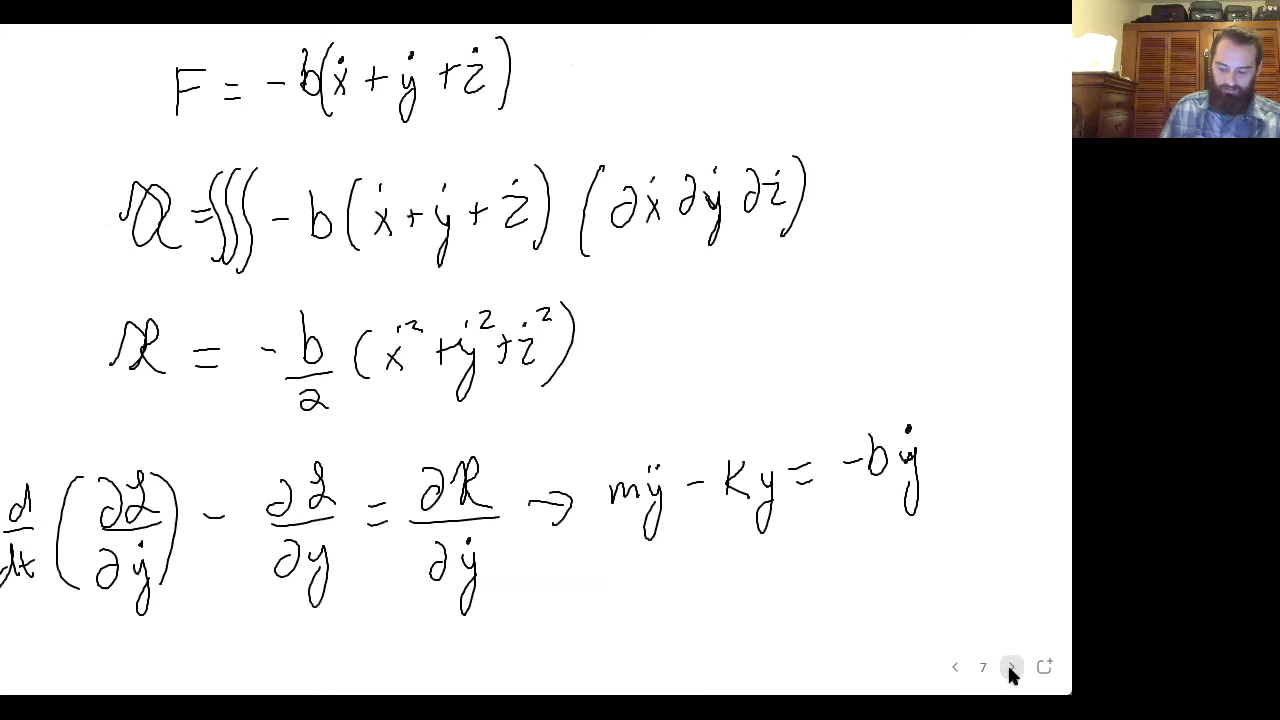 F = -b(ẋ + ẏ + ż)
ℛ = ∭ -b(ẋ + ẏ + ż) (∂ẋ ∂ẏ ∂ż)
ℛ = -b/2 (ẋ² + ẏ² + ż²)
d/dt (∂ℒ/∂ẏ) - ∂ℒ/∂y = ∂ℛ/∂ẏ → mÿ - Ky = -bẏ
7